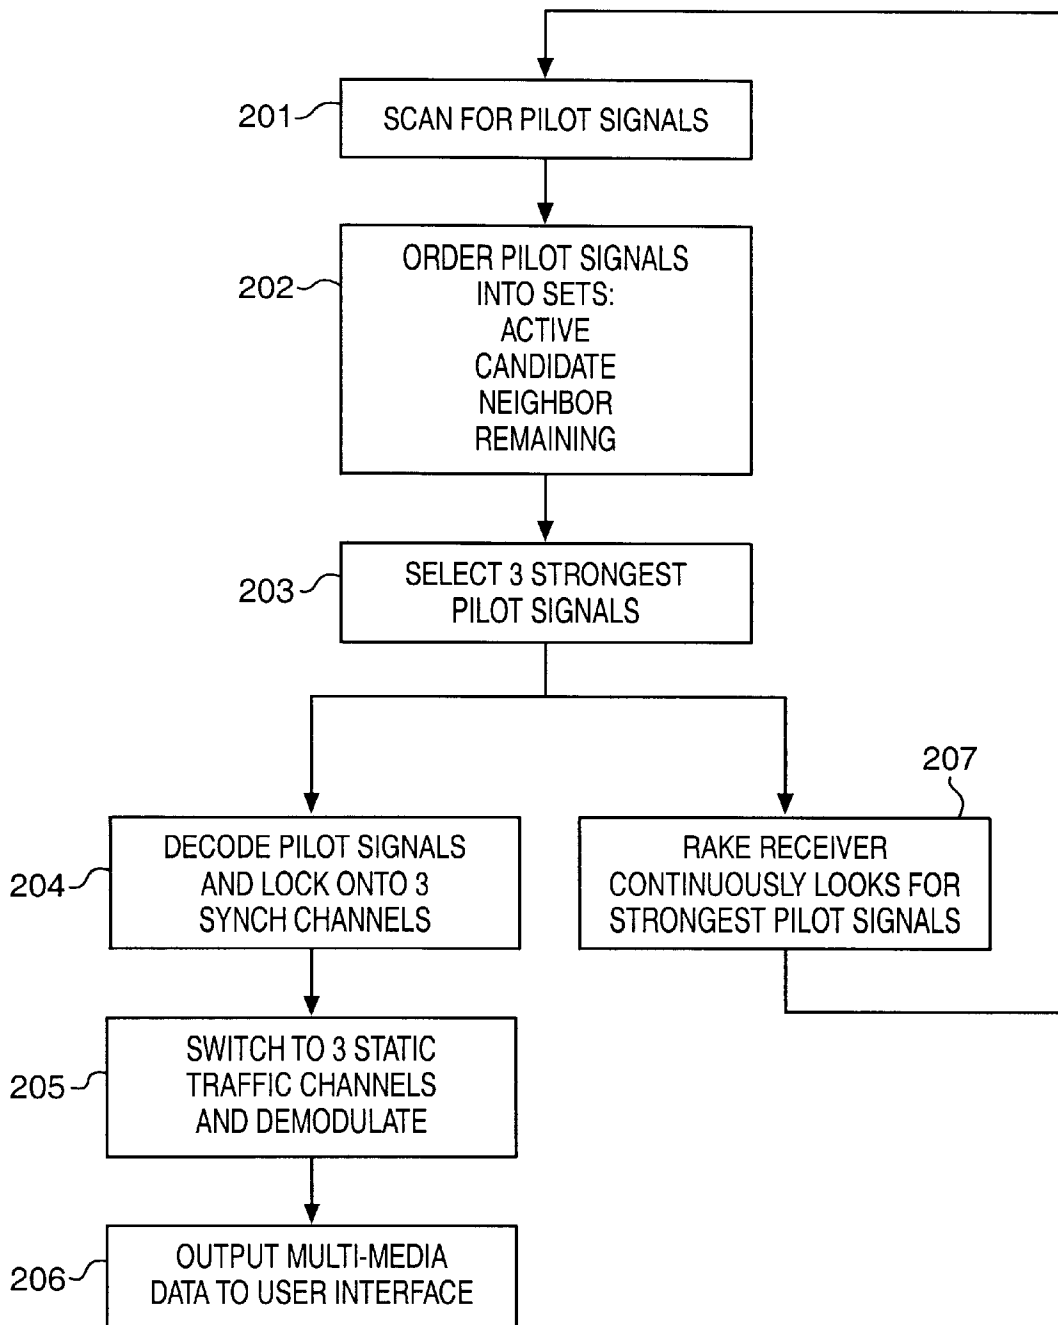 201
SCAN FOR PILOT SIGNALS
202
ORDER PILOT SIGNALS
INTO SETS:
ACTIVE
CANDIDATE
NEIGHBOR
REMAINING
203
SELECT 3 STRONGEST
PILOT SIGNALS
204
DECODE PILOT SIGNALS
AND LOCK ONTO 3
SYNCH CHANNELS
207
RAKE RECEIVER
CONTINUOUSLY LOOKS FOR
STRONGEST PILOT SIGNALS
205
SWITCH TO 3 STATIC
TRAFFIC CHANNELS
AND DEMODULATE
206
OUTPUT MULTI-MEDIA
DATA TO USER INTERFACE